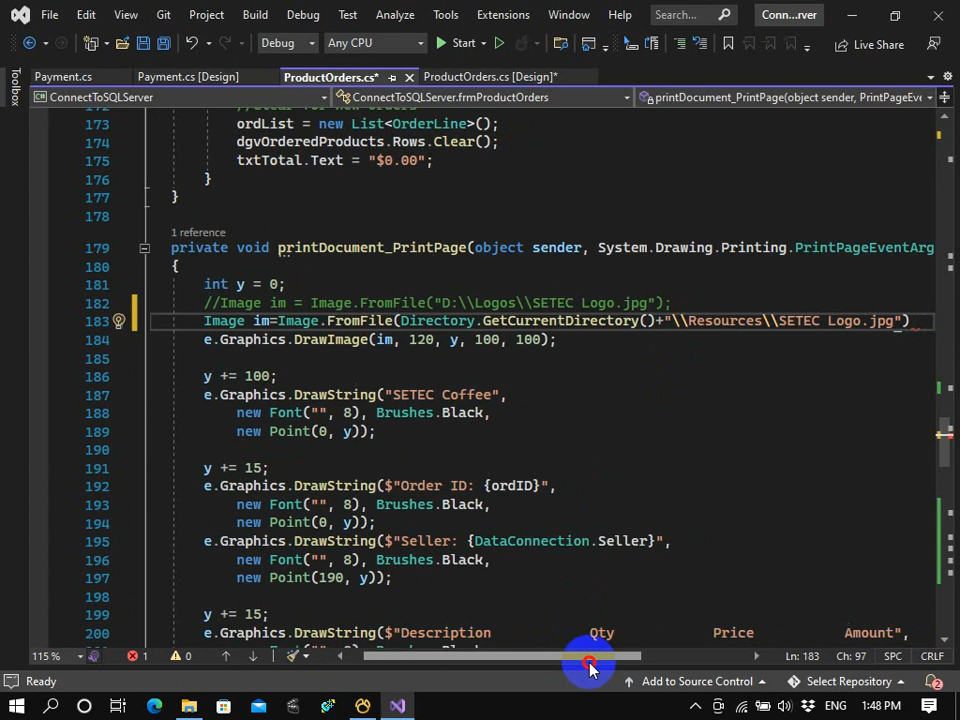 File Edit View Git Project Build Debug Test Analyze Tools Extensions Window Help Search... Conn...rver
Debug Any CPU Start Live Share
Toolbox
Payment.cs Payment.cs [Design] ProductOrders.cs* ProductOrders.cs [Design]*
ConnectToSQLServer ConnectToSQLServer.frmProductOrders printDocument_PrintPage(object sender, PrintPageEve
173 ordList = new List<OrderLine>();
174 dgvOrderedProducts.Rows.Clear();
175 txtTotal.Text = "$0.00";
176 }
177 }
178
1 reference
179 private void printDocument_PrintPage(object sender, System.Drawing.Printing.PrintPageEventArg
180 {
181 int y = 0;
182 //Image im = Image.FromFile("D:\\Logos\\SETEC Logo.jpg");
183 Image im=Image.FromFile(Directory.GetCurrentDirectory()+"\\Resources\\SETEC Logo.jpg")
184 e.Graphics.DrawImage(im, 120, y, 100, 100);
185
186 y += 100;
187 e.Graphics.DrawString("SETEC Coffee",
188 new Font("", 8), Brushes.Black,
189 new Point(0, y));
190
191 y += 15;
192 e.Graphics.DrawString($"Order ID: {ordID}",
193 new Font("", 8), Brushes.Black,
194 new Point(0, y));
195 e.Graphics.DrawString($"Seller: {DataConnection.Seller}",
196 new Font("", 8), Brushes.Black,
197 new Point(190, y));
198
199 y += 15;
200 e.Graphics.DrawString($"Description Qty Price Amount",
115 % 1 0 Ln: 183 Ch: 97 SPC CRLF
Ready Add to Source Control Select Repository 2
ENG 1:48 PM